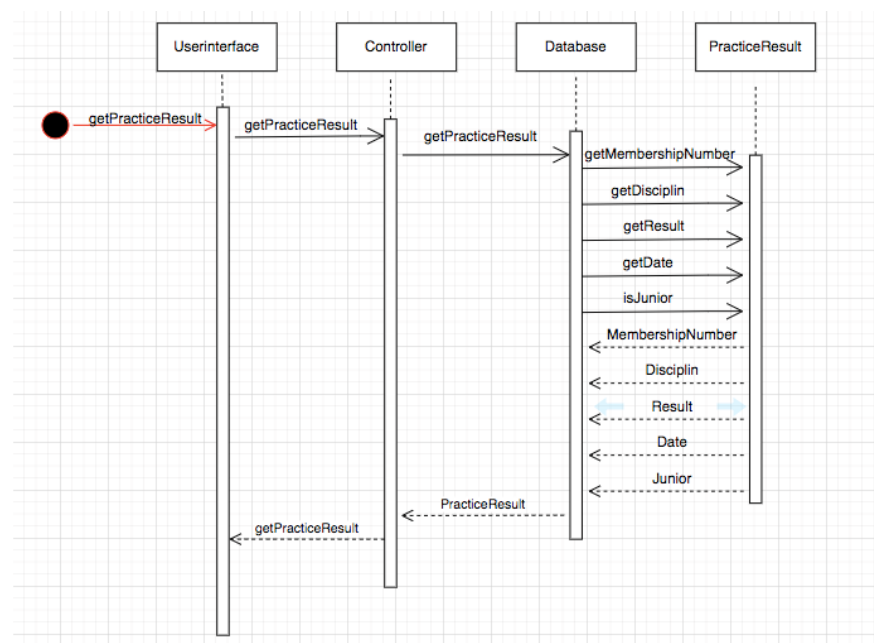 Userinterface
Controller
Database
PracticeResult
getPracticeResult
getPracticeResult
getPracticeResult
getMembershipNumber
getDisciplin
getResult
getDate
isJunior
MembershipNumber
Disciplin
Result
Date
Junior
PracticeResult
getPracticeResult